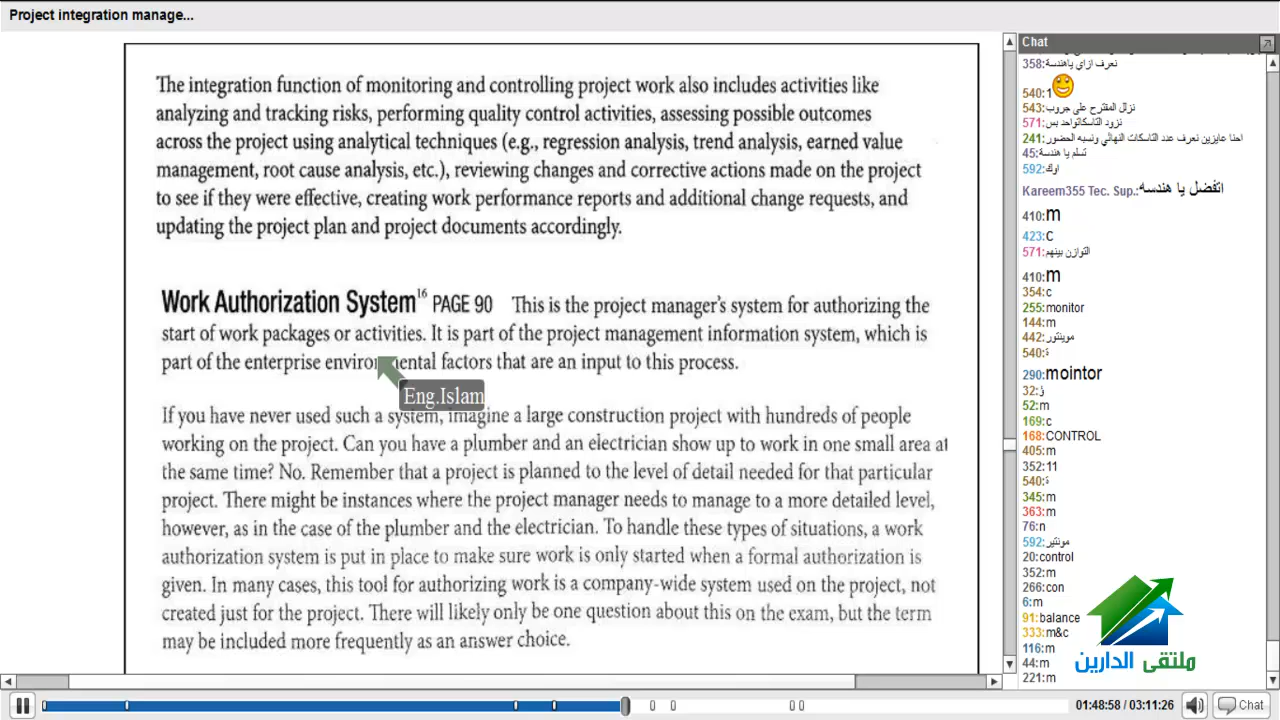 Project integration manage...
The integration function of monitoring and controlling project work also includes activities like
analyzing and tracking risks, performing quality control activities, assessing possible outcomes
across the project using analytical techniques (e.g., regression analysis, trend analysis, earned value
management, root cause analysis, etc.), reviewing changes and corrective actions made on the project
to see if they were effective, creating work performance reports and additional change requests, and
updating the project plan and project documents accordingly.
Work Authorization System16 PAGE 90 This is the project manager's system for authorizing the
start of work packages or activities. It is part of the project management information system, which is
part of the enterprise environmental factors that are an input to this process.
Eng.Islam
If you have never used such a system, imagine a large construction project with hundreds of people
working on the project. Can you have a plumber and an electrician show up to work in one small area at
the same time? No. Remember that a project is planned to the level of detail needed for that particular
project. There might be instances where the project manager needs to manage to a more detailed level,
however, as in the case of the plumber and the electrician. To handle these types of situations, a work
authorization system is put in place to make sure work is only started when a formal authorization is
given. In many cases, this tool for authorizing work is a company-wide system used on the project, not
created just for the project. There will likely only be one question about this on the exam, but the term
may be included more frequently as an answer choice.
Chat
358:نعرف ازاي ياهندسة
540:1
543:نزال المقترح على جروب
571:نزود التاسكاتواحد بس
241:احنا عايزين نعرف عدد التاسكات النهائي ونسبه الحضور
45:تسلم يا هندسة
592:اوك
Kareem355 Tec. Sup.:اتفضل يا هندسه
410:m
423:C
571:التوازن بينهم
410:m
354:c
255:monitor
144:m
442:مونيتور
540:ة
290:mointor
32:ؤ
52:m
169:c
168:CONTROL
405:m
352:11
540:ة
345:m
363:m
76:n
592:مونتير
20:control
352:m
266:con
6:m
91:balance
333:m&c
116:m
44:m
221:m
ملتقى الدارين
01:48:58 / 03:11:26
Chat